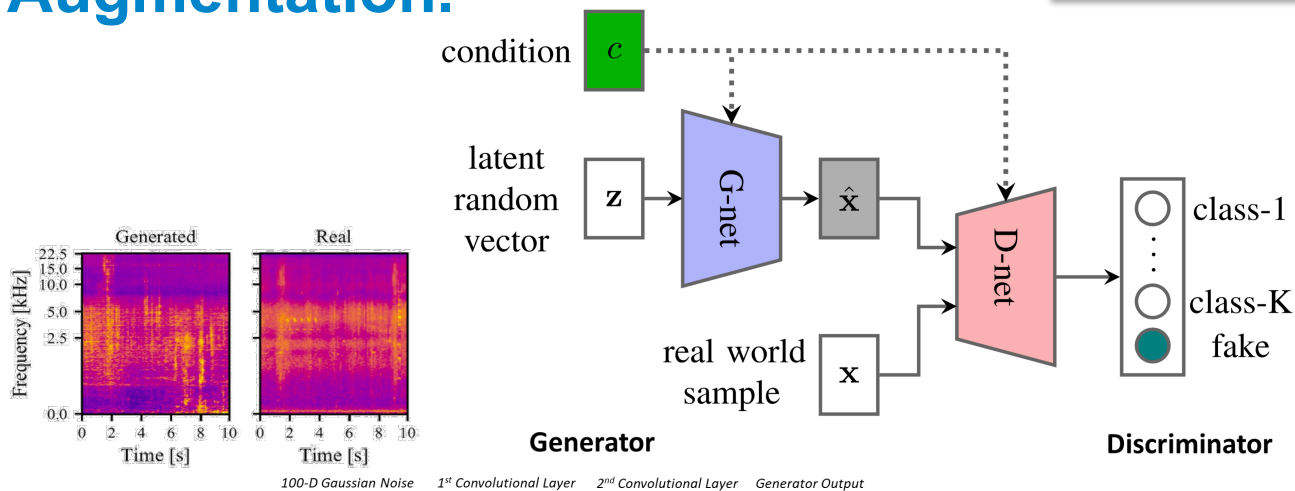 Augmentation.
condition
c
latent
random
vector
z
G-net
x̂
real world
sample
x
D-net
class-1
class-K
fake
Generated
Real
Frequency [kHz]
22.5
15.0
10.0
5.0
2.5
0.0
0 2 4 6 8 10
0 2 4 6 8 10
Time [s]
Time [s]
Generator
Discriminator
100-D Gaussian Noise 1st Convolutional Layer 2nd Convolutional Layer Generator Output